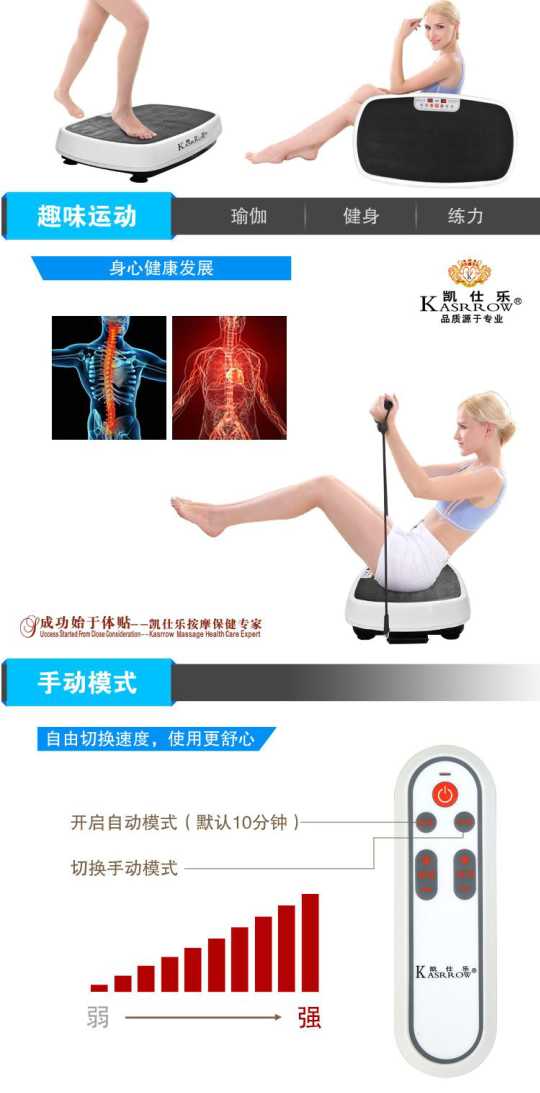 KASRROW
趣味运动
瑜伽
健身
练力
身心健康发展
凯仕乐
KASRROW®
品质源于专业
成功始于体贴---凯仕乐按摩保健专家
Uccess Started From Close Consideration---Kasrrow Massage Health Care Expert
手动模式
自由切换速度，使用更舒心
开启自动模式（默认10分钟）
切换手动模式
弱
强
凯仕乐
KASRROW®